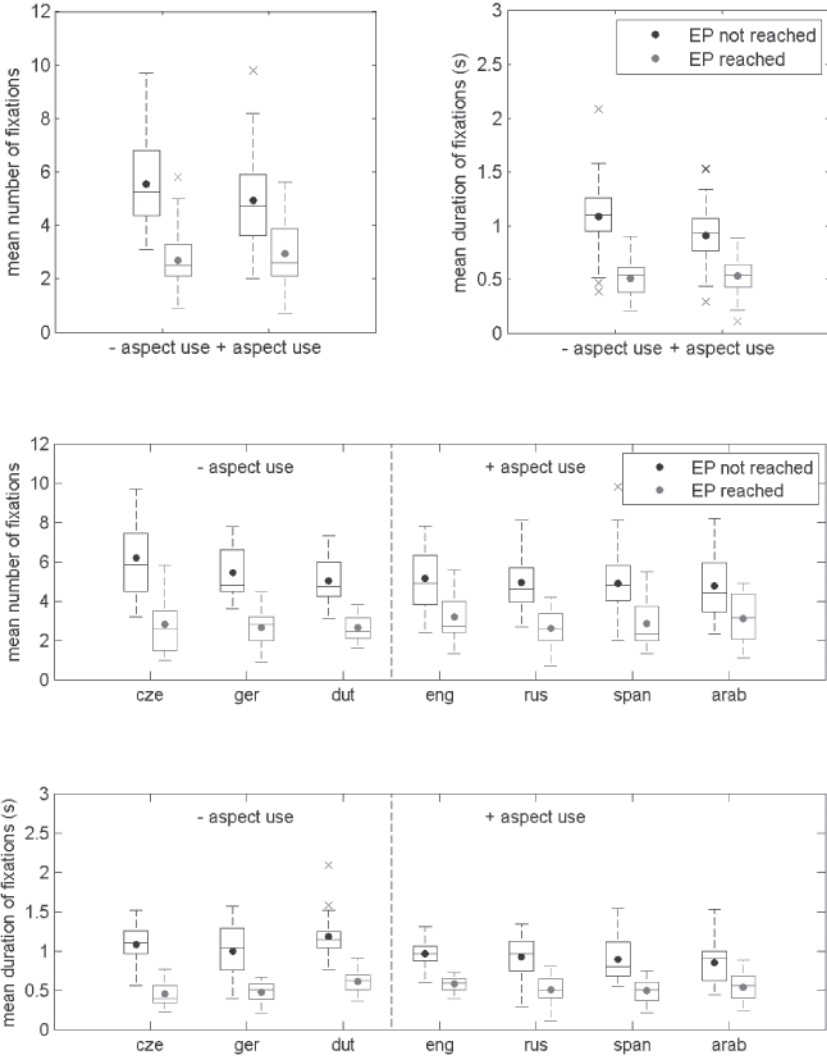 mean number of fixations
12
10
8
6
4
2
0
- aspect use + aspect use
mean duration of fixations (s)
3
2.5
2
1.5
1
0.5
0
EP not reached
EP reached
- aspect use + aspect use
mean number of fixations
12
10
8
6
4
2
0
- aspect use
+ aspect use
EP not reached
EP reached
cze ger dut eng rus span arab
mean duration of fixations (s)
3
2.5
2
1.5
1
0.5
0
- aspect use
+ aspect use
cze ger dut eng rus span arab